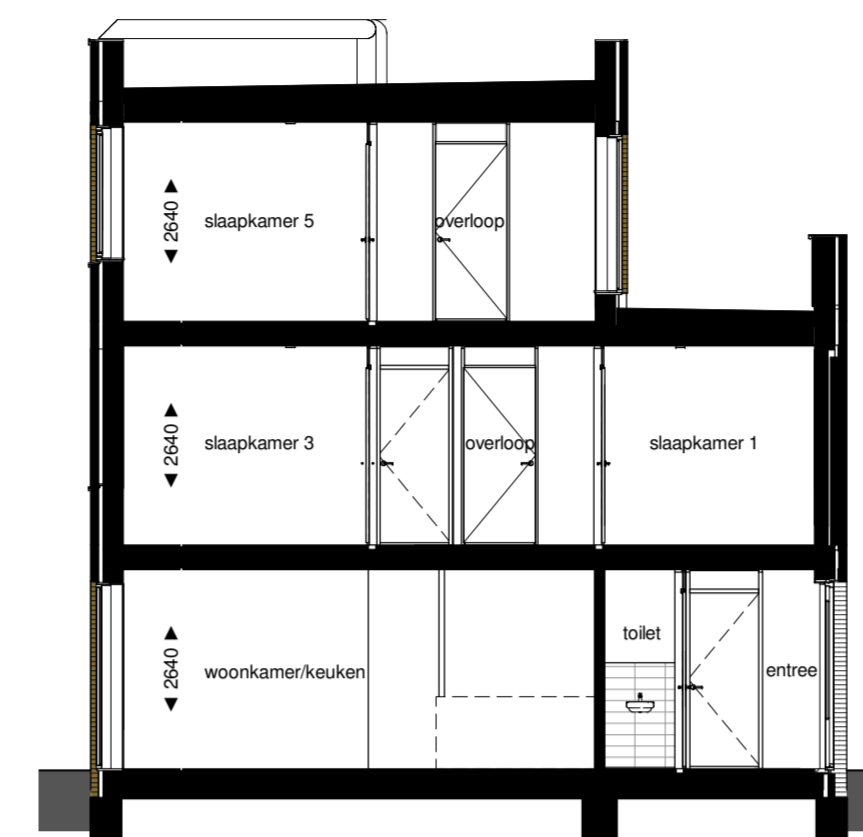 ◄ 2640 ►
slaapkamer 5
overloop
◄ 2640 ►
slaapkamer 3
overloop
slaapkamer 1
◄ 2640 ►
woonkamer/keuken
toilet
entree